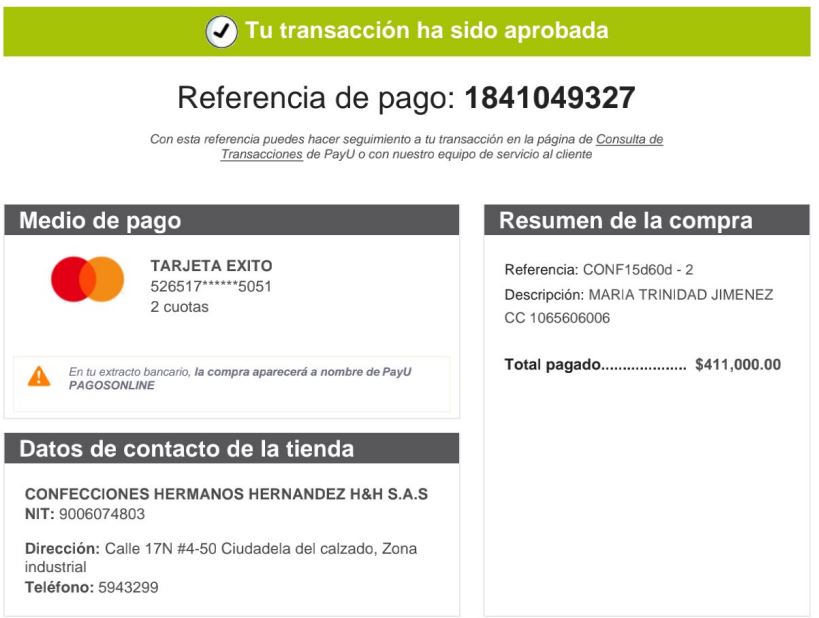 Tu transacción ha sido aprobada
Referencia de pago: 1841049327
Con esta referencia puedes hacer seguimiento a tu transacción en la página de Consulta de
Transacciones de PayU o con nuestro equipo de servicio al cliente
Medio de pago
TARJETA EXITO
526517******5051
2 cuotas
En tu extracto bancario, la compra aparecerá a nombre de PayU
PAGOSONLINE
Datos de contacto de la tienda
CONFECCIONES HERMANOS HERNANDEZ H&H S.A.S
NIT: 9006074803
Dirección: Calle 17N #4-50 Ciudadela del calzado, Zona
industrial
Teléfono: 5943299
Resumen de la compra
Referencia: CONF15d60d - 2
Descripción: MARIA TRINIDAD JIMENEZ
CC 1065606006
Total pagado.................... $411,000.00